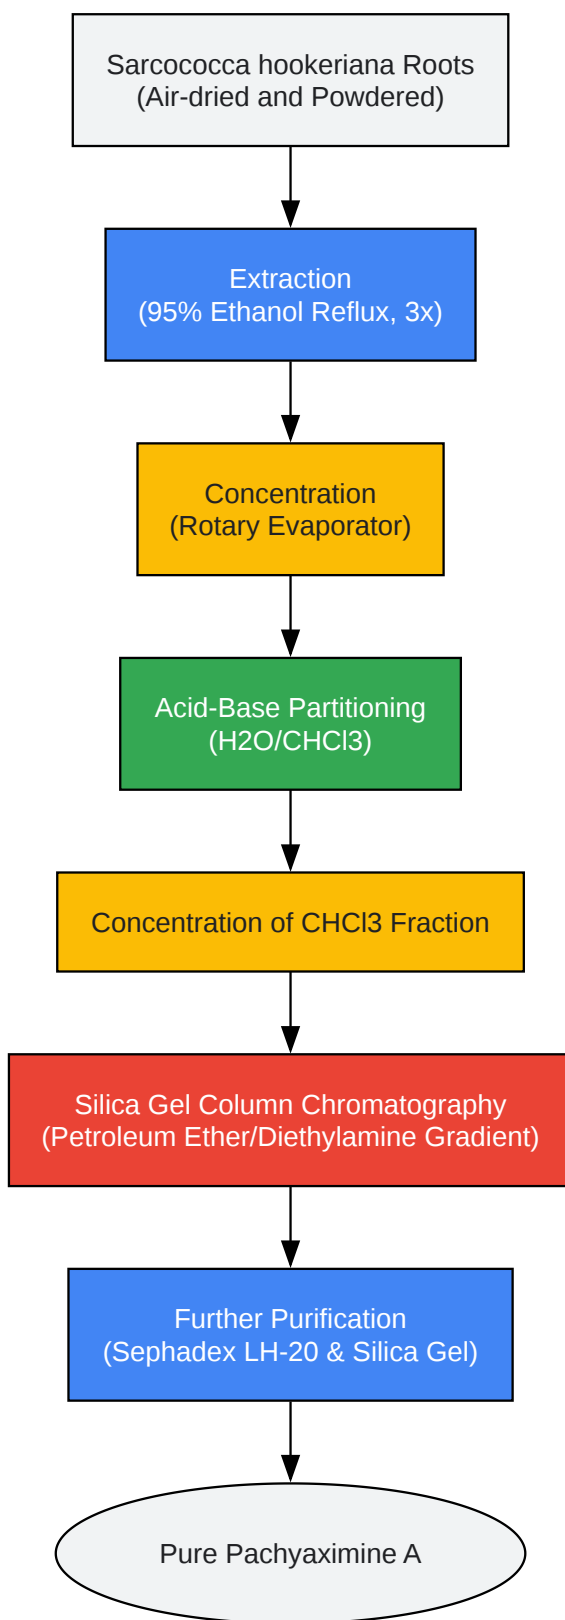 Sarcococca hookeriana Roots
(Air-dried and Powdered)
Extraction
(95% Ethanol Reflux, 3x)
Concentration
(Rotary Evaporator)
Acid-Base Partitioning
(H2O/CHCl3)
Concentration of CHCl3 Fraction
Silica Gel Column Chromatography
(Petroleum Ether/Diethylamine Gradient)
Further Purification
(Sephadex LH-20 & Silica Gel)
Pure Pachyaximine A